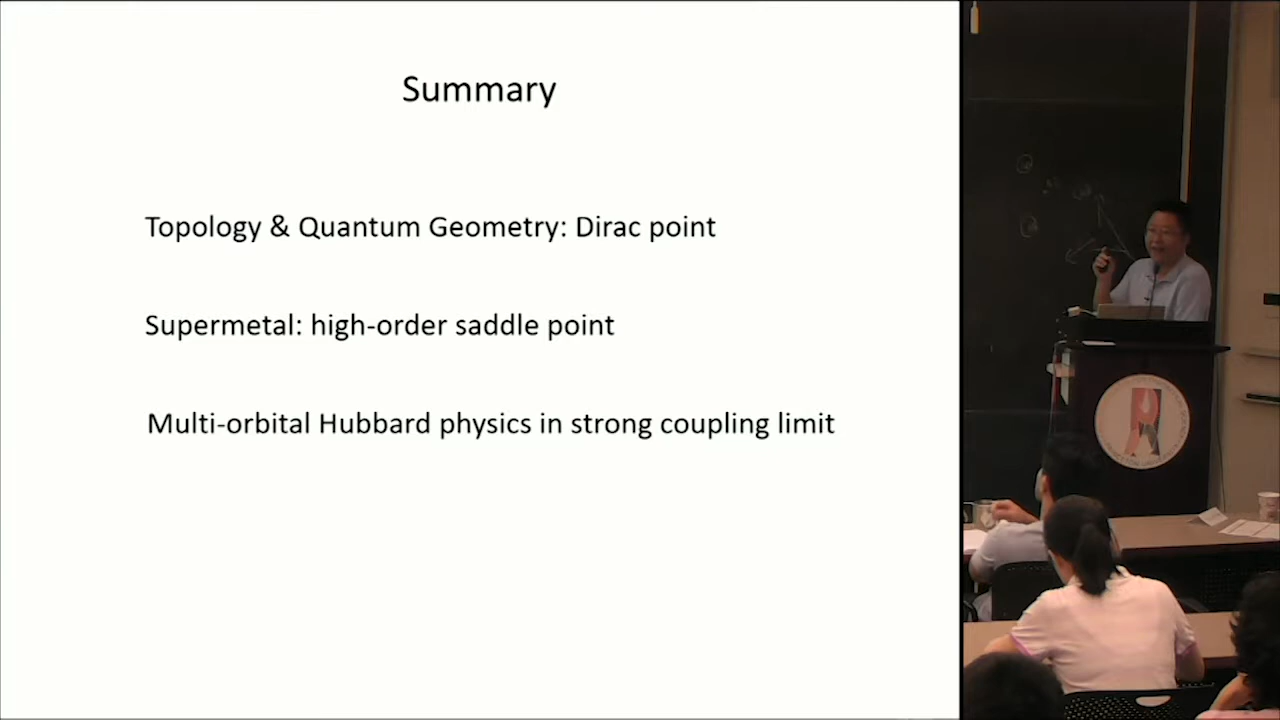 Summary
Topology & Quantum Geometry: Dirac point
Supermetal: high-order saddle point
Multi-orbital Hubbard physics in strong coupling limit